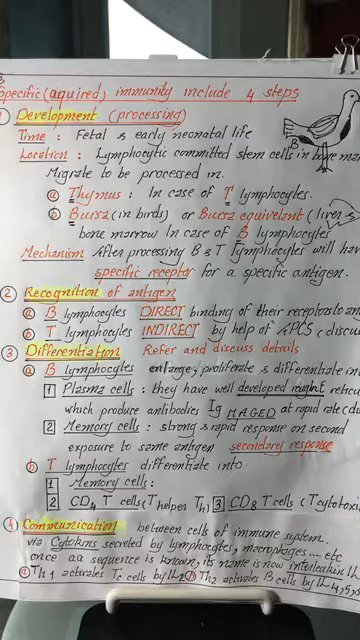 Specific (aquired) immunity include 4 steps
Development (processing)
Time : Fetal & early neonatal life
Location : Lymphocytic committed stem cells in bone mar
Migrate to be processed in.
a Thymus : In case of T lymphocytes.
b Bursa (in birds) or Bursa equivelant (liver &
bone marrow In case of B lymphocytes
Mechanism After processing B & T lymphocytes will have
specific receptor for a specific antigen.
2 Recognition of antigen
a B lymphocytes DIRECT binding of their receptors to an
b T lymphocytes INDIRECT by help of APCS (discu
3 Differentiation Refer and discuss details
a B lymphocytes enlarge, proliferate & differentiate in
1 Plasma cells : they have well developed rough reticu
which produce antibodies Ig MAGED at rapid rate (do
2 Memory cells : strong & rapid response on second
exposure to same antigen secondary response
b T lymphocytes differentiate into
1 Memory cells :
2 CD4 T cells (T helper Th) 3 CD8 T cells (T cytotoxi
4 Communication between cells of immune system
via Cytokins secreted by lymphocytes, macrophages... etc
once aa sequence is known, its name is now interleukin IL
a Th1 activates Tc cells by IL2 b Th2 activates B cells by IL-4,5,